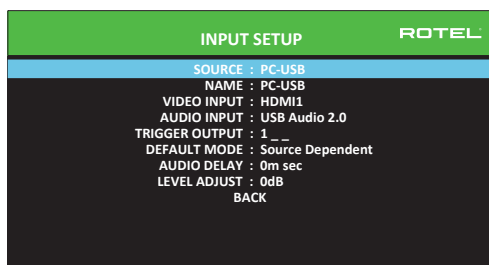 INPUT SETUP
ROTEL
SOURCE : PC-USB
NAME : PC-USB
VIDEO INPUT : HDMI1
AUDIO INPUT : USB Audio 2.0
TRIGGER OUTPUT : 1 _ _
DEFAULT MODE : Source Dependent
AUDIO DELAY : 0m sec
LEVEL ADJUST : 0dB
BACK